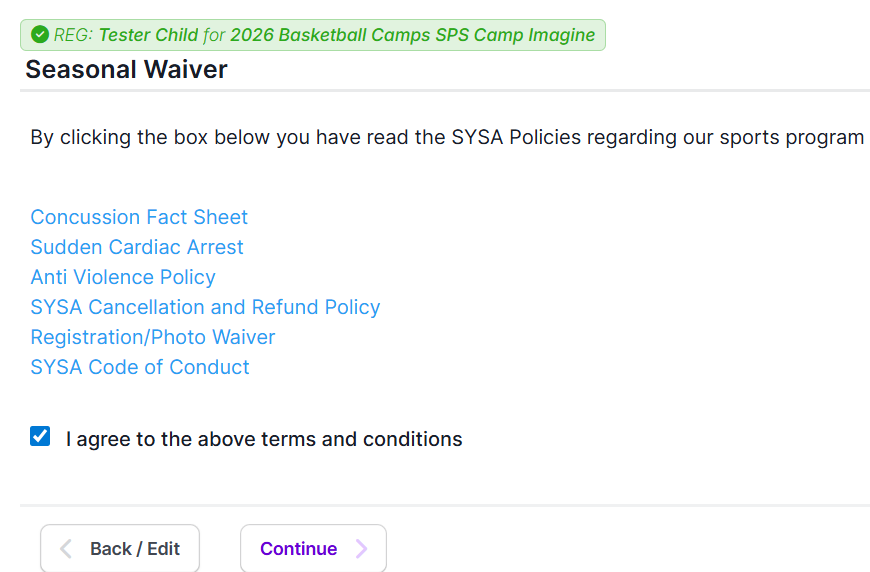 REG: Tester Child for 2026 Basketball Camps SPS Camp Imagine
Seasonal Waiver
By clicking the box below you have read the SYSA Policies regarding our sports program
Concussion Fact Sheet
Sudden Cardiac Arrest
Anti Violence Policy
SYSA Cancellation and Refund Policy
Registration/Photo Waiver
SYSA Code of Conduct
I agree to the above terms and conditions
Back / Edit
Continue